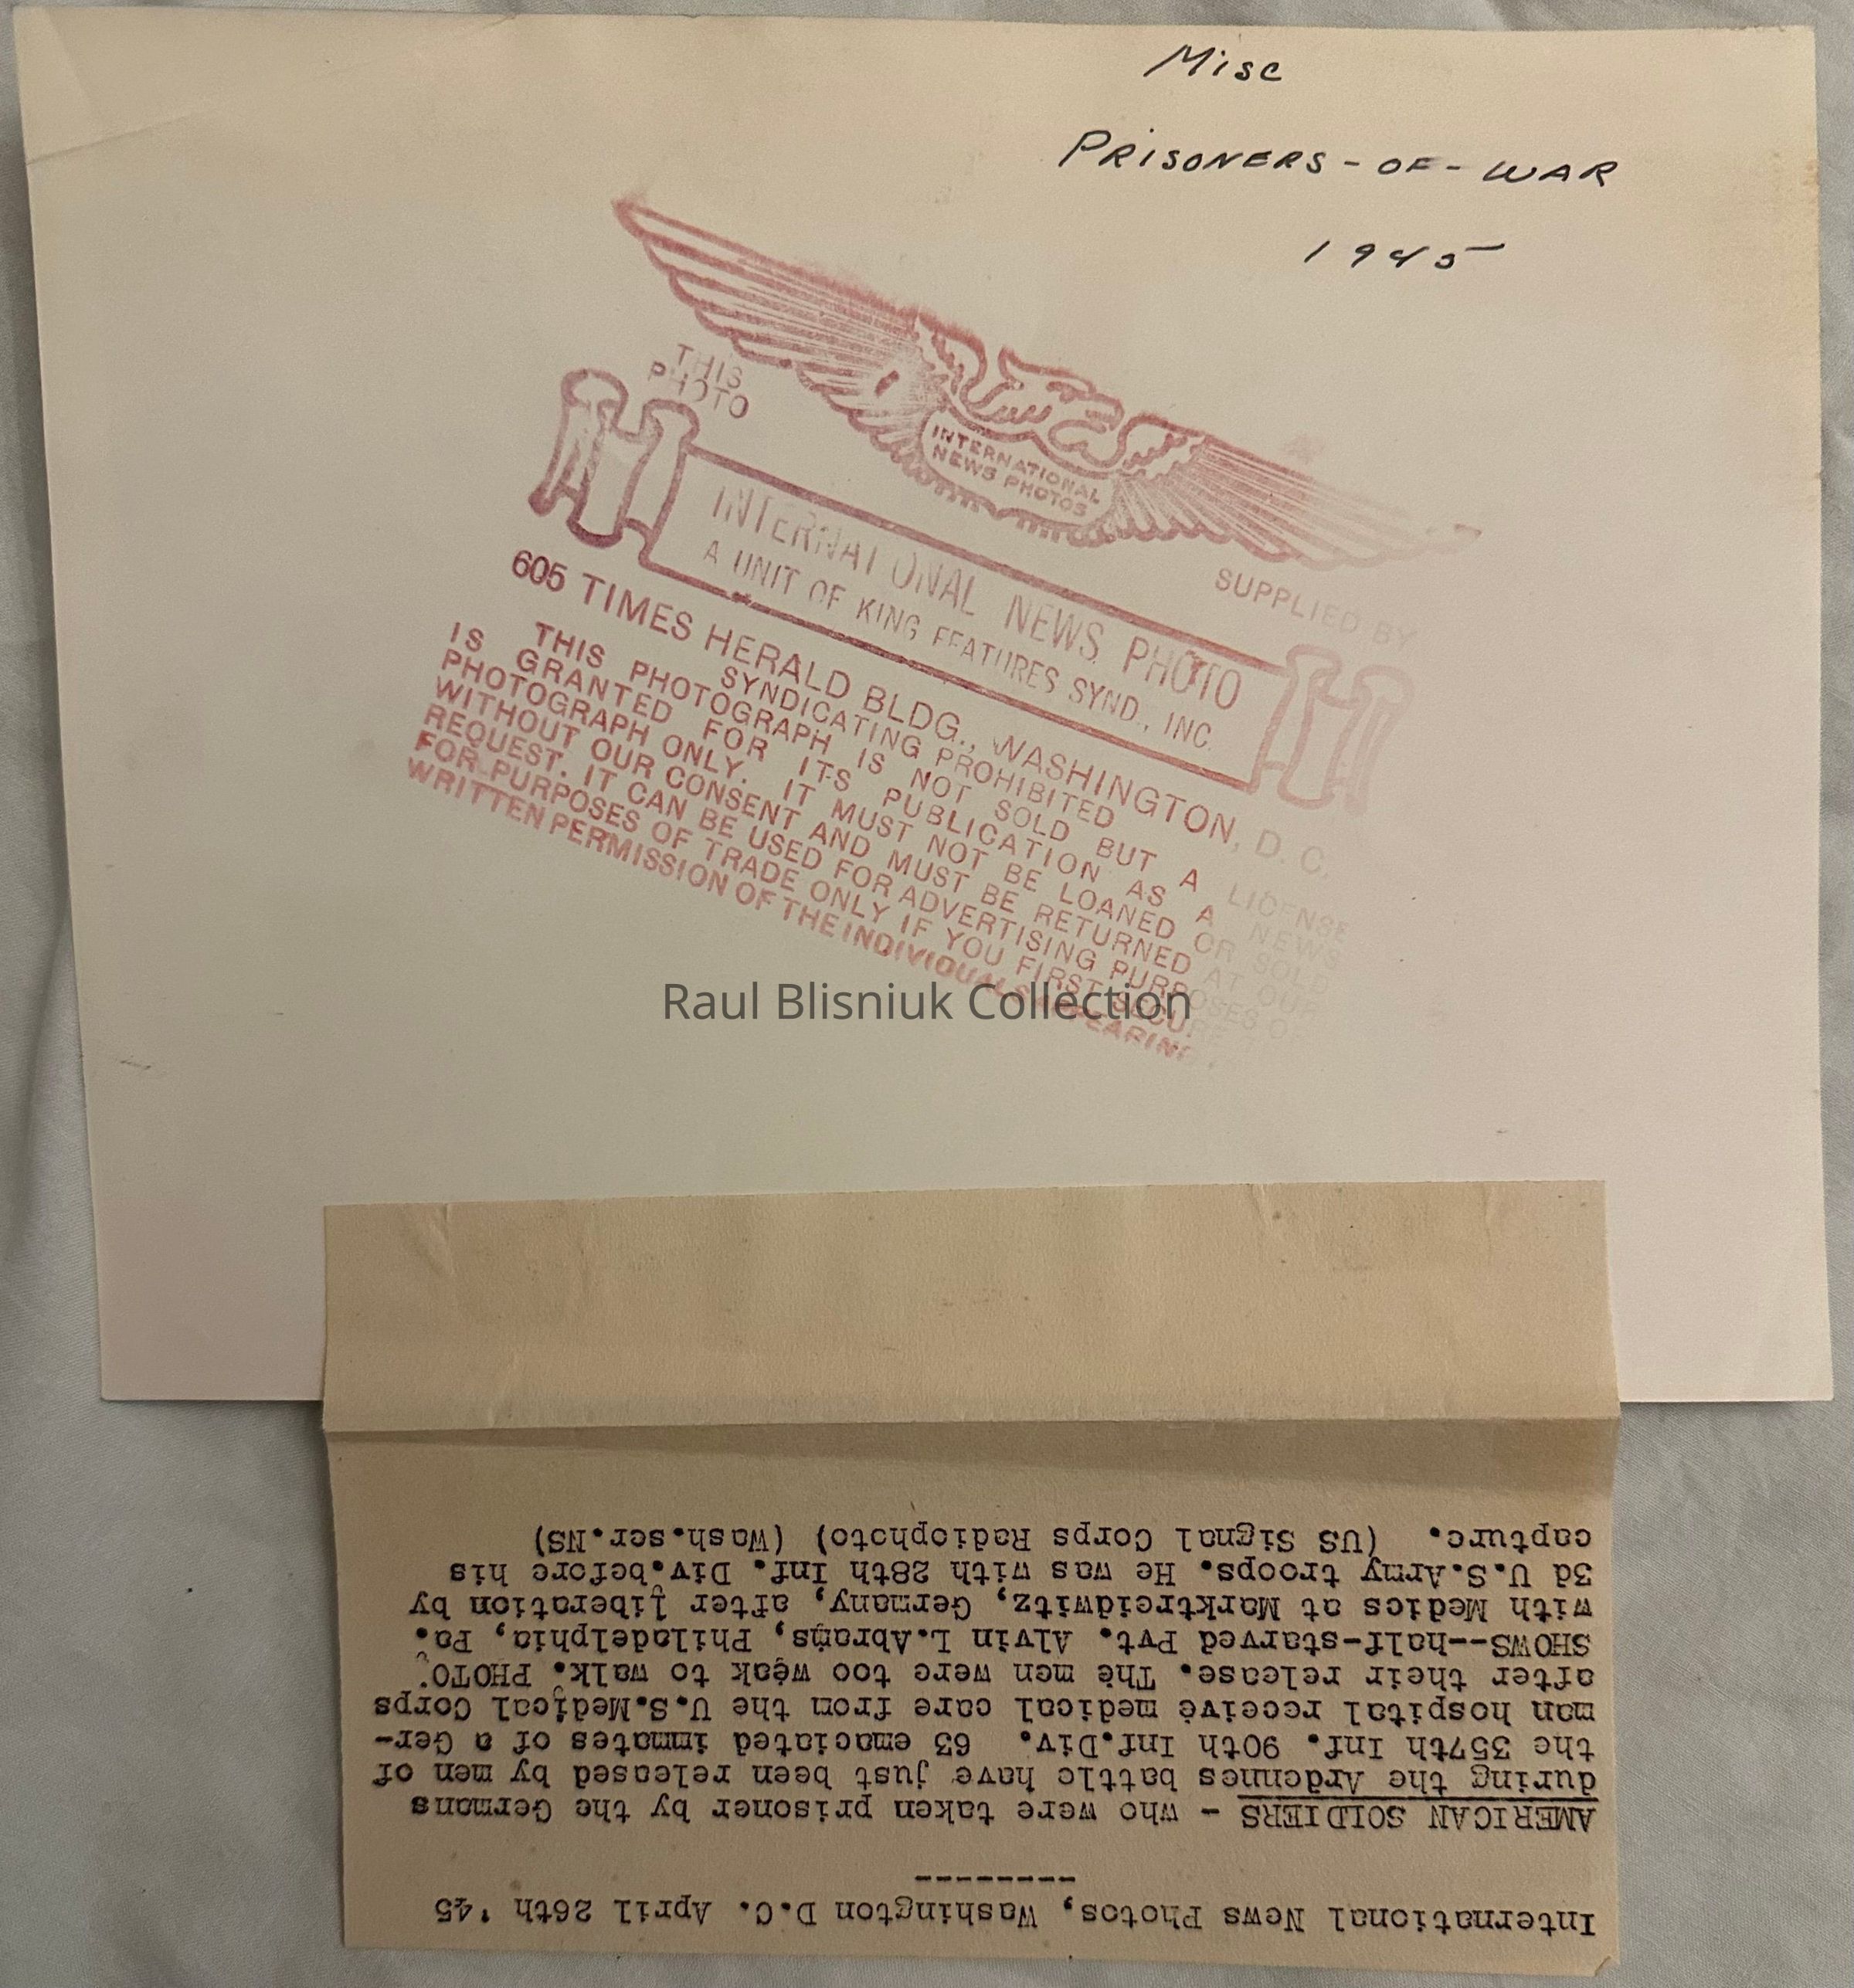 Misc
PRISONERS-OF-WAR
1945
THIS
PHOTO
INTERNATIONAL
NEWS PHOTOS
SUPPLIED BY
INTERNATIONAL NEWS PHOTO
A UNIT OF KING FEATURES SYND., INC.
605 TIMES HERALD BLDG., WASHINGTON, D. C.
SYNDICATING PROHIBITED
THIS PHOTOGRAPH IS NOT SOLD BUT A LICENSE
IS GRANTED FOR ITS PUBLICATION AS A NEWS
PHOTOGRAPH ONLY. IT MUST NOT BE LOANED OR SOLD
WITHOUT OUR CONSENT AND MUST BE RETURNED AT OUR
REQUEST. IT CAN BE USED FOR ADVERTISING PURPOSES OR
FOR PURPOSES OF TRADE ONLY IF YOU FIRST SECURE
WRITTEN PERMISSION OF THE INDIVIDUALS APPEARING
Raul Blisniuk Collection
International News Photos, Washington D.C. April 26th '45
--------
AMERICAN SOLDIERS - who were taken prisoner by the Germans
during the Ardennes battle have just been released by men of
the 357th Inf. 90th Inf.Div. 63 emaciated immates of a Ger-
man hospital receive medical care from the U.S.Medical Corps
after their release. The men were too weak to walk. PHOTO
SHOWS--half-starved Pvt. Alvin L.Abrams, Philadelphia, Pa.
with Medics at Marktreidwitz, Germany, after liberation by
3d U.S.Army troops. He was with 28th Inf. Div.before his
capture. (US Signal Corps Radiophoto) (Wash.ser.NS)